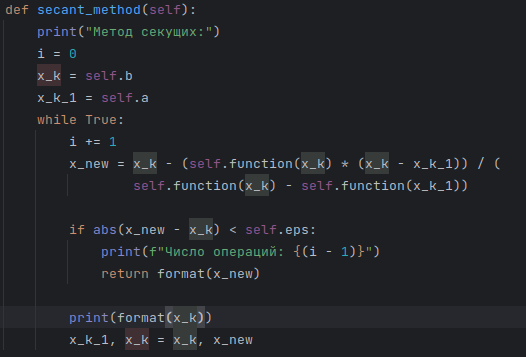 def secant_method(self):
    print("Метод секущих:")
    i = 0
    x_k = self.b
    x_k_1 = self.a
    while True:
        i += 1
        x_new = x_k - (self.function(x_k) * (x_k - x_k_1)) / (
                self.function(x_k) - self.function(x_k_1))

        if abs(x_new - x_k) < self.eps:
            print(f"Число операций: {(i - 1)}")
            return format(x_new)

        print(format(x_k))
        x_k_1, x_k = x_k, x_new